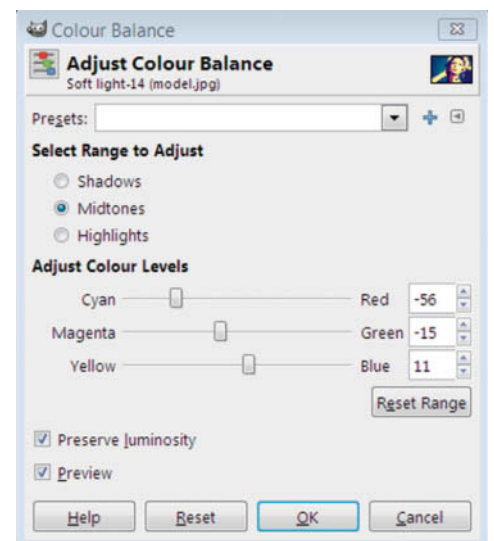 Colour Balance
Adjust Colour Balance
Soft light-14 (model.jpg)
Presets:
Select Range to Adjust
Shadows
Midtones
Highlights
Adjust Colour Levels
Cyan Red -56
Magenta Green -15
Yellow Blue 11
Reset Range
Preserve luminosity
Preview
Help Reset OK Cancel